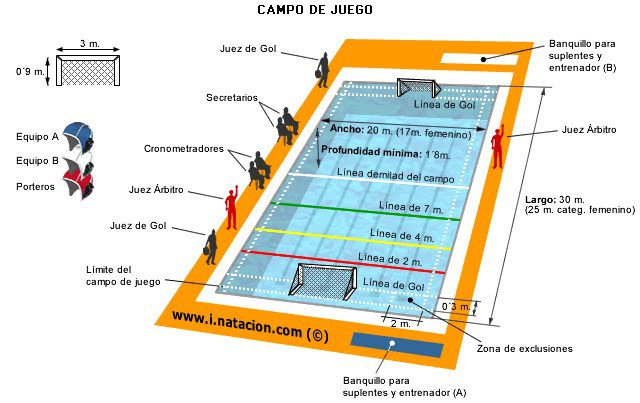 CAMPO DE JUEGO
3 m.
0´9 m.
Equipo A
Equipo B
Porteros
Juez de Gol
Secretarios
Cronometradores
Juez Árbitro
Juez de Gol
Límite del
campo de juego
Banquillo para
suplentes y
entrenador (B)
Línea de Gol
Ancho: 20 m. (17m. femenino)
Juez Árbitro
Profundidad mínima: 1´8m.
Línea demitad del campo
Largo: 30 m.
(25 m. categ. femenino)
Línea de 7 m.
Línea de 4 m.
Línea de 2 m.
Línea de Gol
0´3 m.
2 m.
www.i.natacion.com (©)
Zona de exclusiones
Banquillo para
suplentes y entrenador (A)